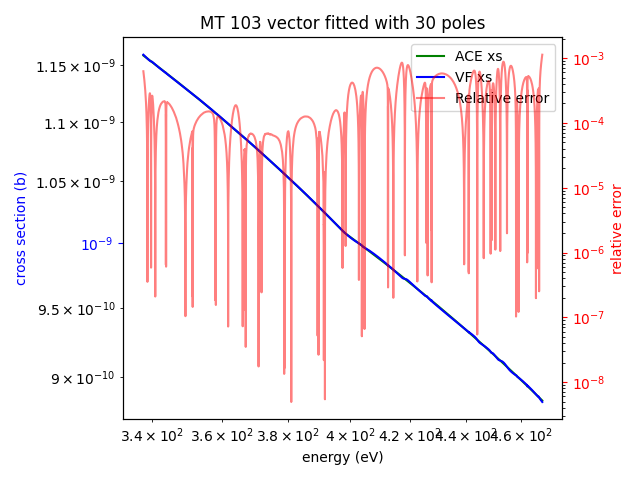 MT 103 vector fitted with 30 poles
ACE xs
VF xs
Relative error
1.15 × 10⁻⁹
1.1 × 10⁻⁹
1.05 × 10⁻⁹
10⁻⁹
9.5 × 10⁻¹⁰
9 × 10⁻¹⁰
cross section (b)
10⁻³
10⁻⁴
10⁻⁵
10⁻⁶
10⁻⁷
10⁻⁸
relative error
3.4 × 10² 3.6 × 10² 3.8 × 10² 4 × 10² 4.2 × 10² 4.4 × 10² 4.6 × 10²
energy (eV)